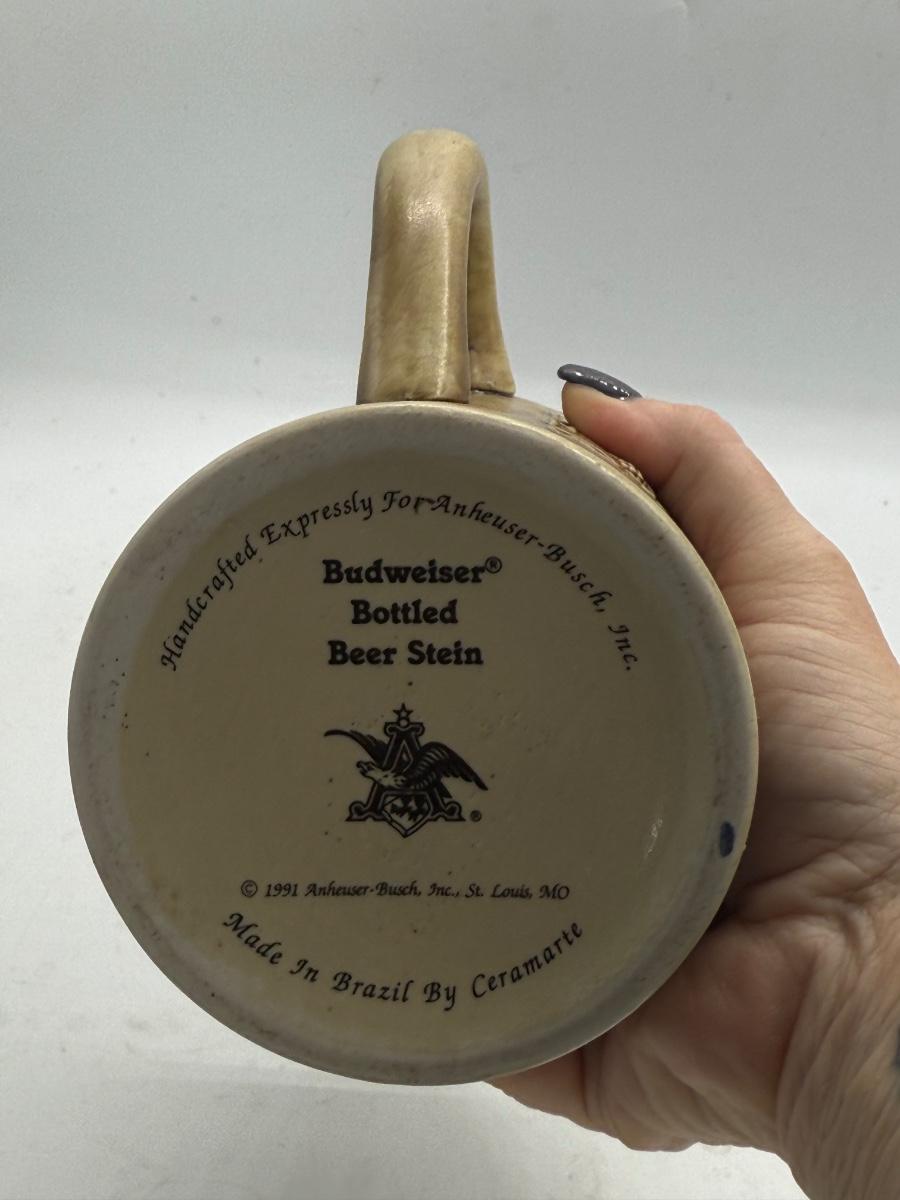 Handcrafted Expressly For Anheuser-Busch, Inc.
Budweiser®
Bottled
Beer Stein
®
© 1991 Anheuser-Busch, Inc., St. Louis, MO
Made In Brazil By Ceramarte